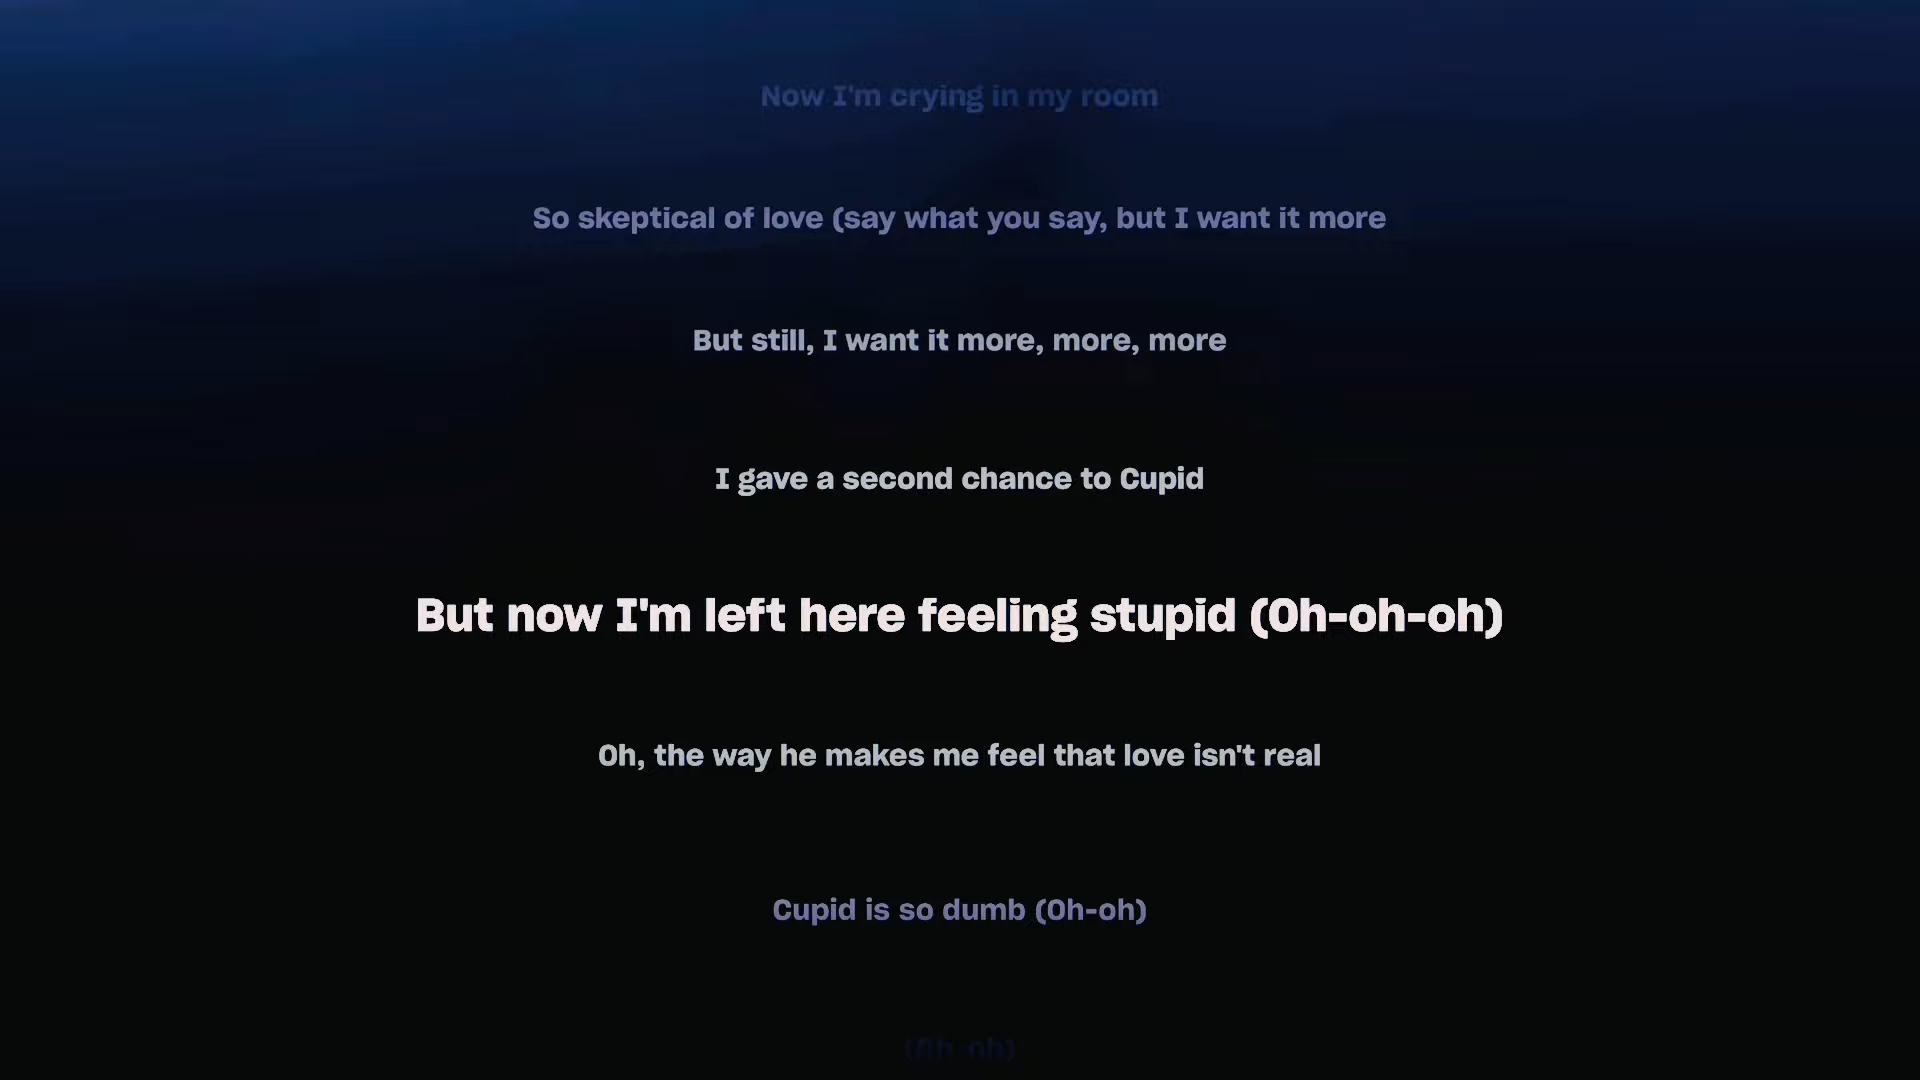 Now I'm crying in my room
So skeptical of love (say what you say, but I want it more
But still, I want it more, more, more
I gave a second chance to Cupid
But now I'm left here feeling stupid (Oh-oh-oh)
Oh, the way he makes me feel that love isn't real
Cupid is so dumb (Oh-oh)